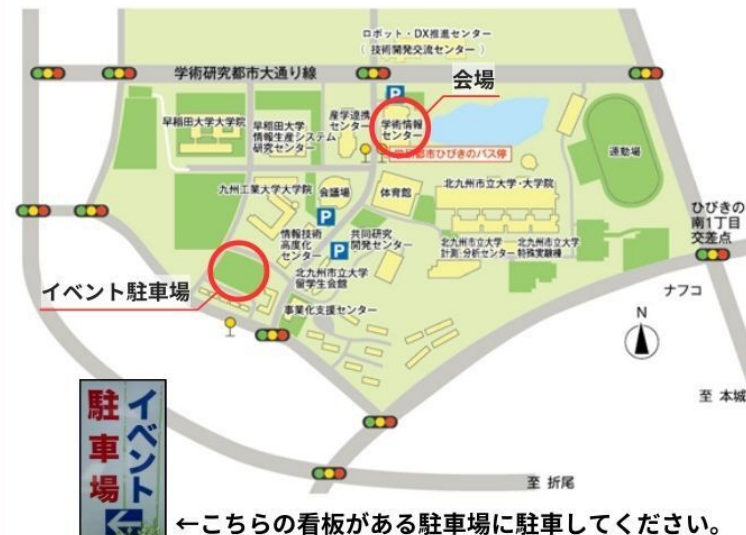 ロボット・DX推進センター
( 技術開発交流センター )
学術研究都市大通り線
会場
P
早稲田大学大学院
早稲田大学
情報生産システム
研究センター
産学連携
センター
学術情報
センター
学研都市ひびきのバス停
運動場
九州工業大学大学院
会議場
体育館
北九州市立大学・大学院
P
ひびきの
南1丁目
交差点
情報技術
高度化
センター
P
共同研究
開発センター
北九州市立大学
計測・分析センター
北九州市立大学
特殊実験棟
北九州市立大学
留学生会館
イベント駐車場
事業化支援センター
ナフコ
N
至 本城
至 折尾
イベント
駐車場
←こちらの看板がある駐車場に駐車してください。